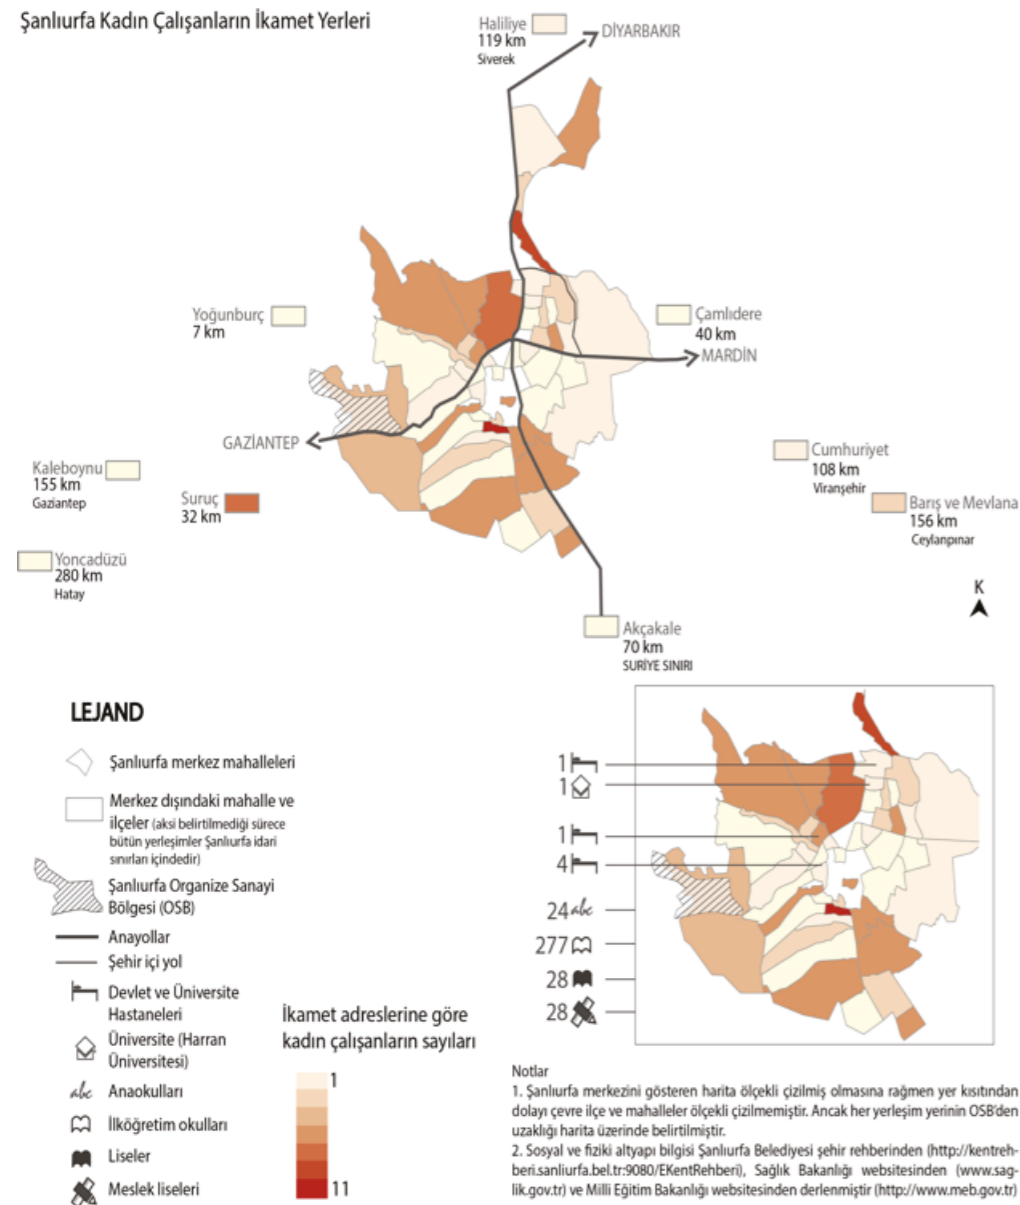 Şanlıurfa Kadın Çalışanların İkamet Yerleri
Haliliye
119 km
Siverek
DİYARBAKIR
Yoğunburç
7 km
Çamlıdere
40 km
MARDİN
GAZİANTEP
Kaleboynu
155 km
Gaziantep
Suruç
32 km
Cumhuriyet
108 km
Viranşehir
Barış ve Mevlana
156 km
Ceylanpınar
Yoncadüzü
280 km
Hatay
K
Akçakale
70 km
SURİYE SINIRI
LEJAND
Şanlıurfa merkez mahalleleri
Merkez dışındaki mahalle ve
ilçeler (aksi belirtilmediği sürece
bütün yerleşimler Şanlıurfa idari
sınırları içindedir)
Şanlıurfa Organize Sanayi
Bölgesi (OSB)
Anayollar
Şehir içi yol
Devlet ve Üniversite
Hastaneleri
Üniversite (Harran
Üniversitesi)
abc Anaokulları
İlköğretim okulları
Liseler
Meslek liseleri
İkamet adreslerine göre
kadın çalışanların sayıları
1
11
1
1
1
4
24 abc
277
28
28
Notlar
1. Şanlıurfa merkezini gösteren harita ölçekli çizilmiş olmasına rağmen yer kısıtından
dolayı çevre ilçe ve mahalleler ölçekli çizilmemiştir. Ancak her yerleşim yerinin OSB'den
uzaklığı harita üzerinde belirtilmiştir.
2. Sosyal ve fiziki altyapı bilgisi Şanlıurfa Belediyesi şehir rehberinden (http://kentreh-
beri.sanliurfa.bel.tr:9080/EKentRehberi), Sağlık Bakanlığı websitesinden (www.sag-
lik.gov.tr) ve Milli Eğitim Bakanlığı websitesinden derlenmiştir (http://www.meb.gov.tr)